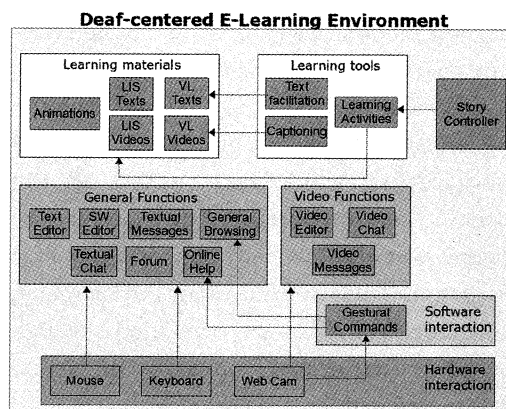 Deaf-centered E-Learning Environment
Learning materials
Animations
LIS
Texts
VL
Texts
LIS
Videos
VL
Videos
Learning tools
Text
facilitation
Captioning
Learning
Activities
Story
Controller
General Functions
Text
Editor
SW
Editor
Textual
Messages
General
Browsing
Textual
Chat
Forum
Online
Help
Video Functions
Video
Editor
Video
Chat
Video
Messages
Gestural
Commands
Software
interaction
Mouse
Keyboard
Web Cam
Hardware
interaction